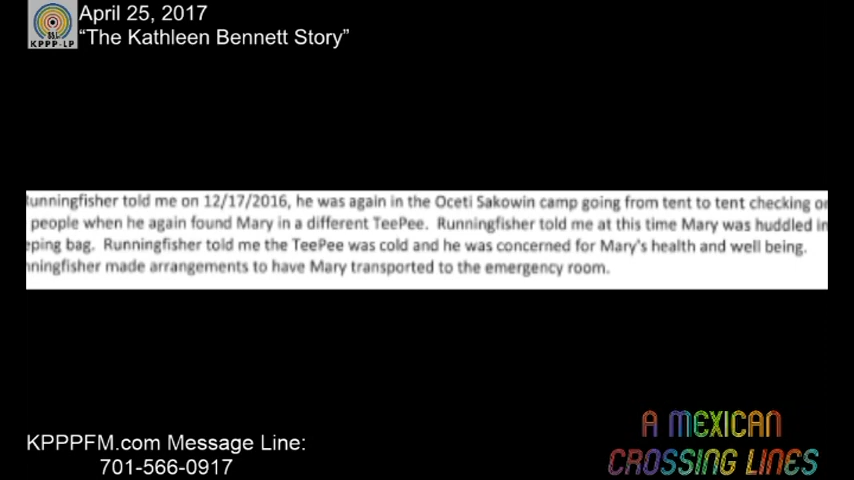 S&L
KPPP-LP
April 25, 2017
“The Kathleen Bennett Story”
unningfisher told me on 12/17/2016, he was again in the Oceti Sakowin camp going from tent to tent checking on
people when he again found Mary in a different TeePee. Runningfisher told me at this time Mary was huddled in
ping bag. Runningfisher told me the TeePee was cold and he was concerned for Mary's health and well being.
ningfisher made arrangements to have Mary transported to the emergency room.
KPPPFM.com Message Line:
701-566-0917
A MEXICAN
CROSSING LINES